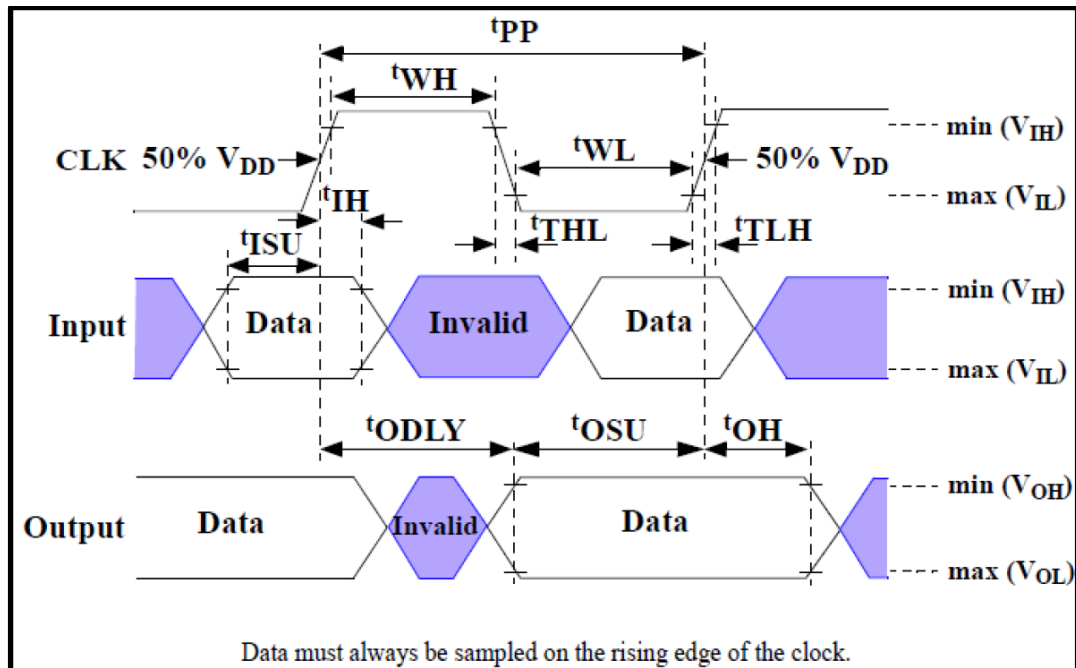 tPP
tWH
min (VIH)
CLK 50% VDD
tWL
50% VDD
tIH
max (VIL)
tTHL
tTLH
tISU
min (VIH)
Input
Data
Invalid
Data
max (VIL)
tODLY
tOSU
tOH
min (VOH)
Output
Data
Invalid
Data
max (VOL)
Data must always be sampled on the rising edge of the clock.